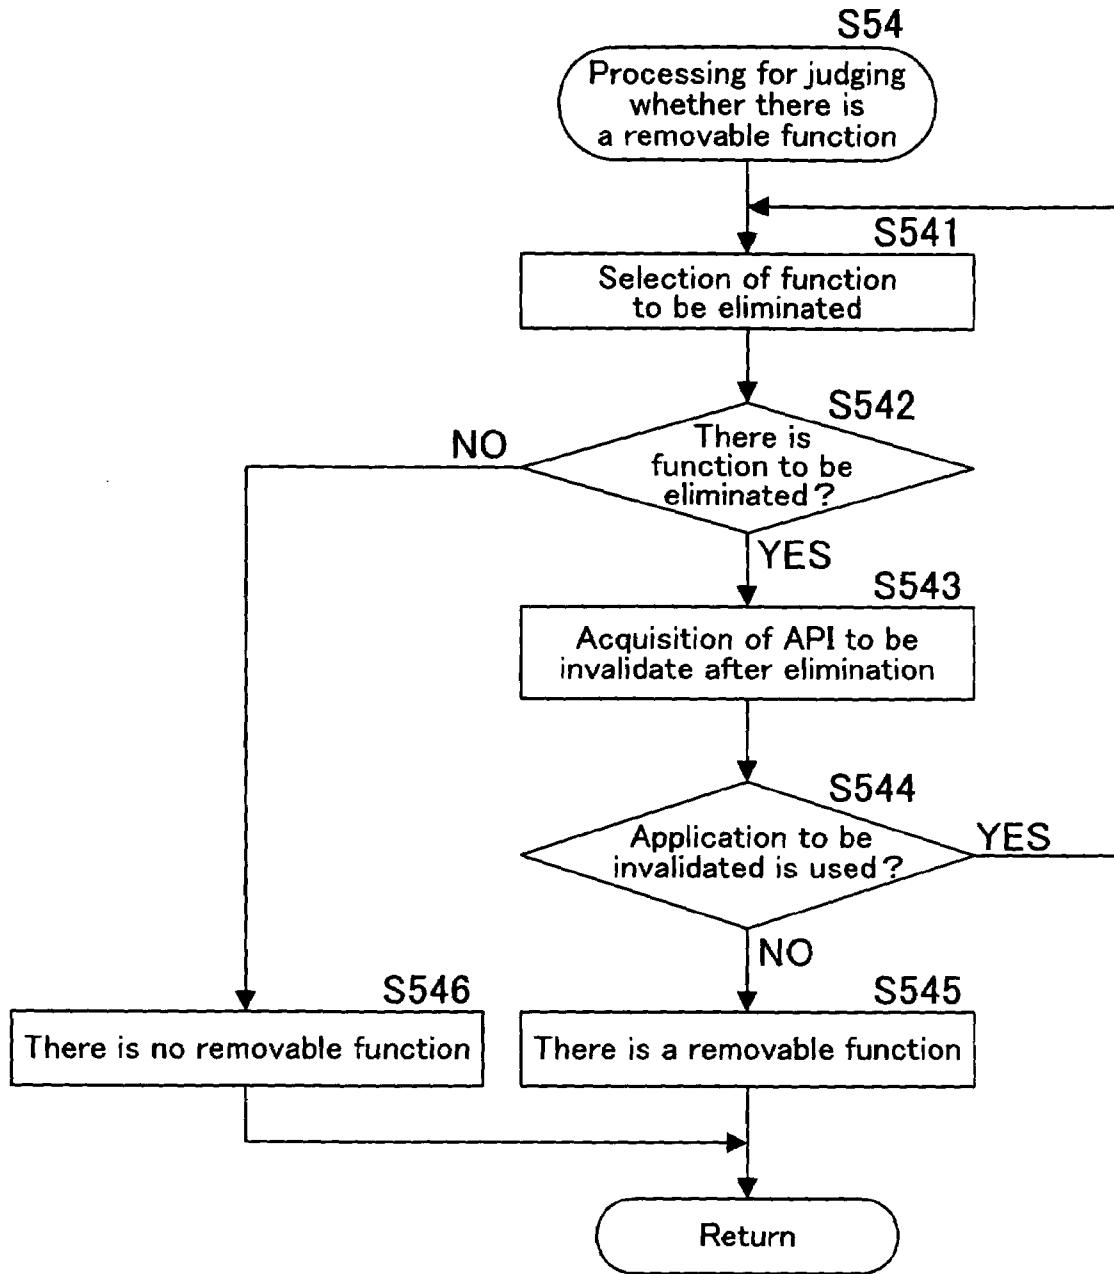 S54
Processing for judging
whether there is
a removable function
S541
Selection of function
to be eliminated
S542
There is
function to be
eliminated?
NO
YES
S543
Acquisition of API to be
invalidate after elimination
S544
Application to be
invalidated is used?
YES
NO
S546
There is no removable function
S545
There is a removable function
Return